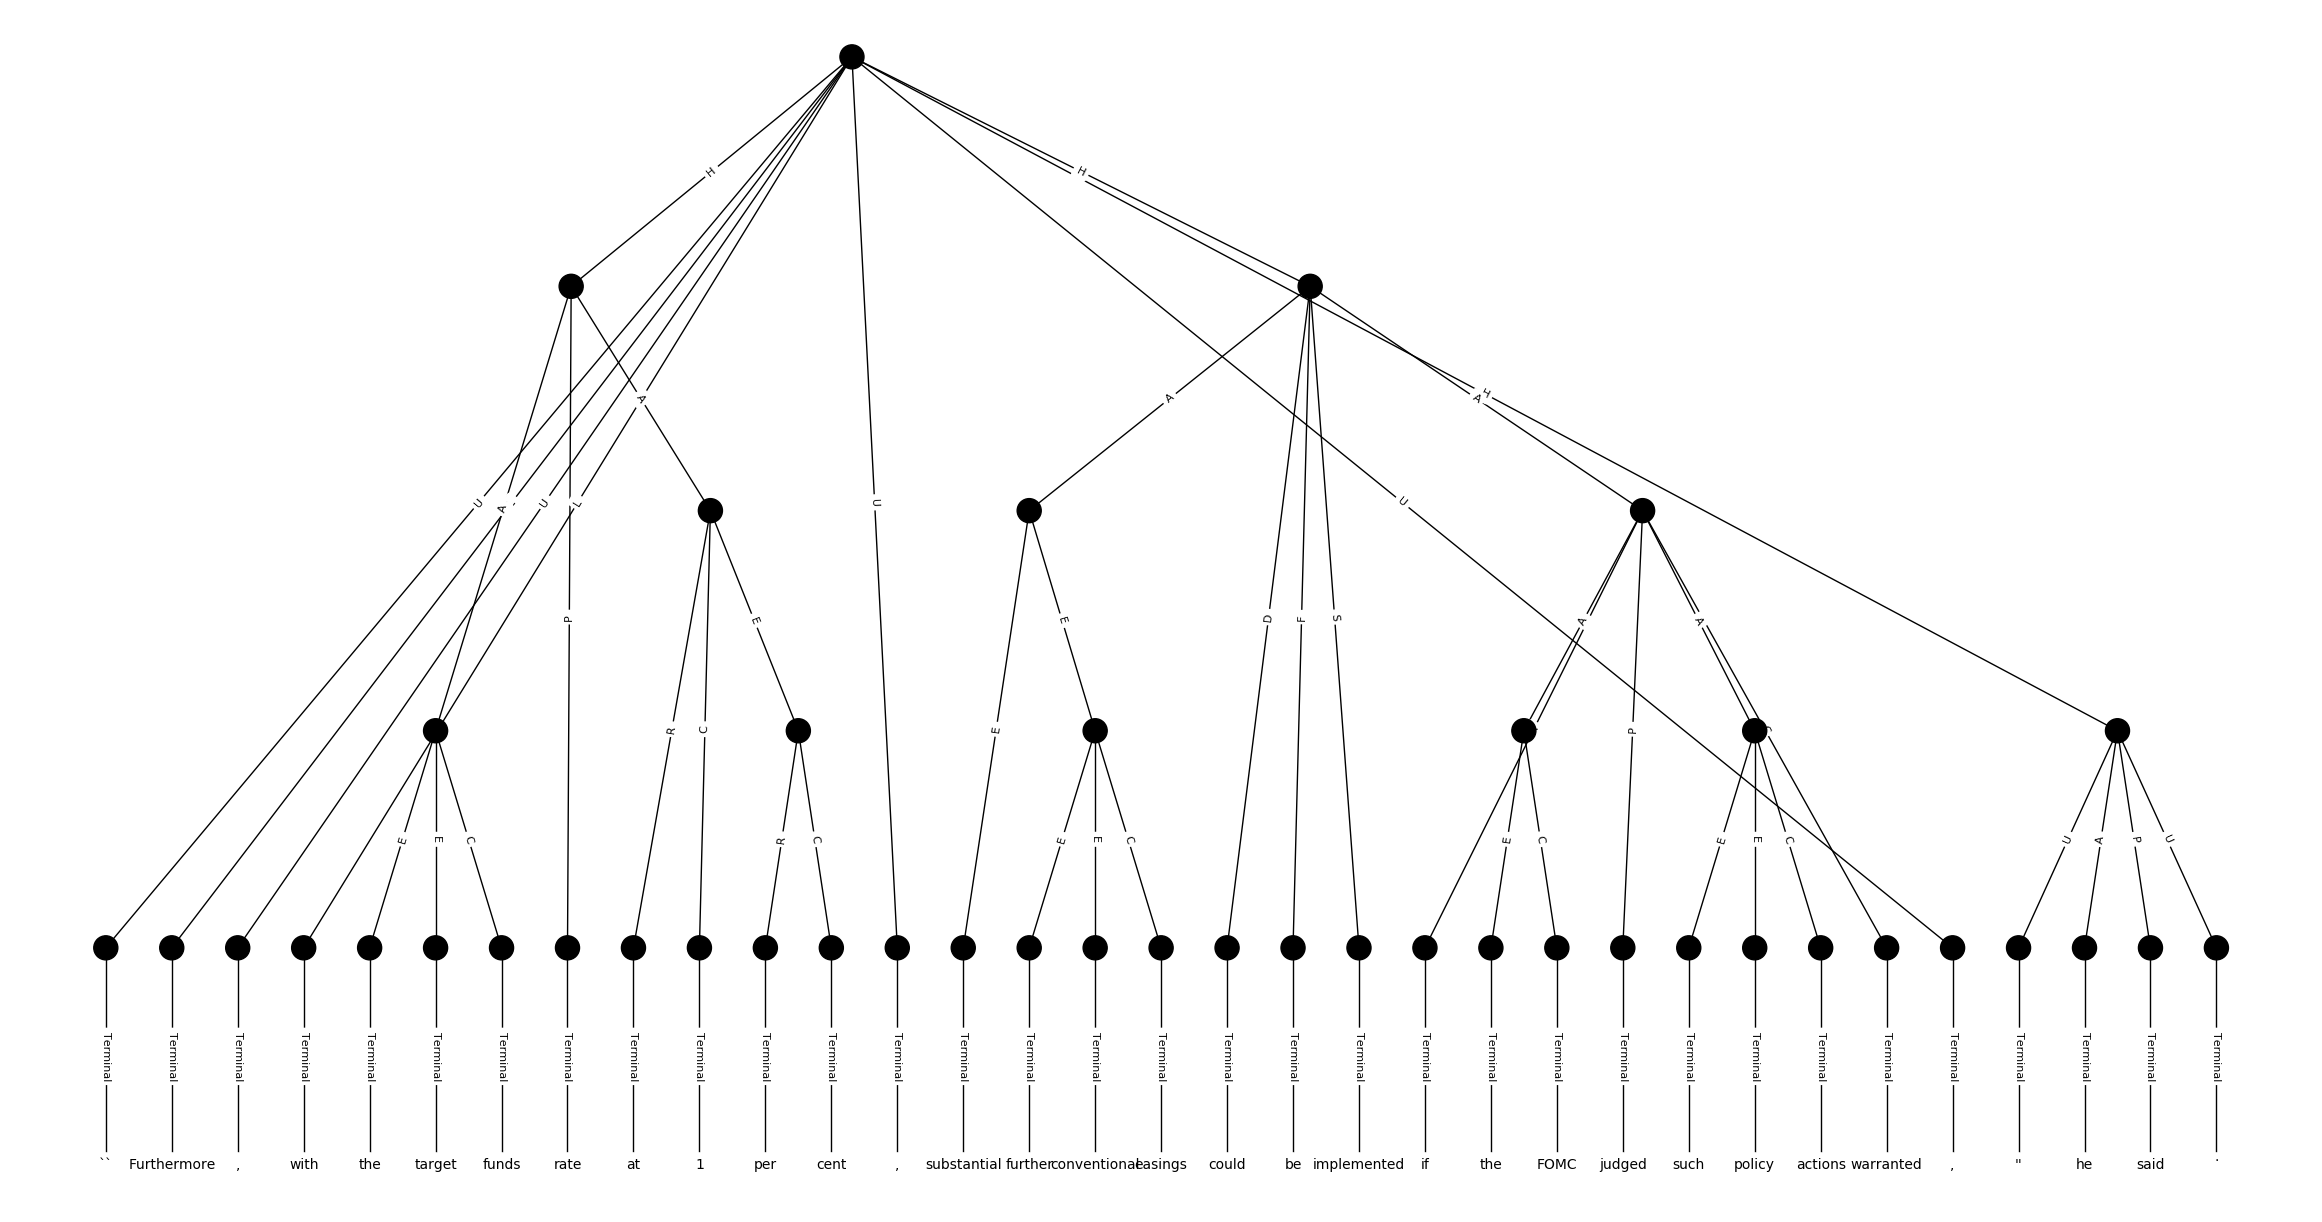 H H
A
A A H
U L U U U
A
P E E D F S A A
R C E P
E E C R C E E C E C E E C U A P U
Terminal Terminal Terminal Terminal Terminal Terminal Terminal Terminal Terminal Terminal Terminal Terminal Terminal Terminal Terminal Terminal Terminal Terminal Terminal Terminal Terminal Terminal Terminal Terminal Terminal Terminal Terminal Terminal Terminal Terminal Terminal Terminal Terminal
`` Furthermore , with the target funds rate at 1 per cent , substantial further conventional easings could be implemented if the FOMC judged such policy actions warranted , " he said .